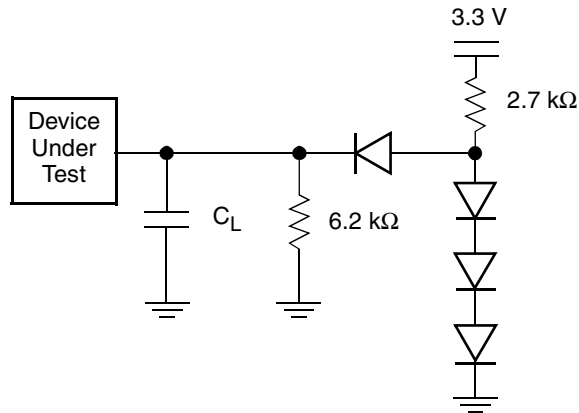 3.3 V
2.7 kΩ
Device
Under
Test
C_L
6.2 kΩ